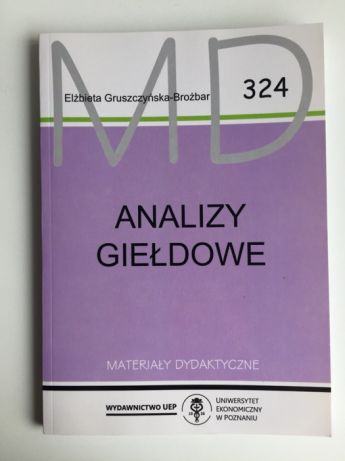 MD
Elżbieta Gruszczyńska-Brożbar
324
ANALIZY
GIEŁDOWE
MATERIAŁY DYDAKTYCZNE
WYDAWNICTWO UEP
UNIWERSYTET
EKONOMICZNY
W POZNANIU